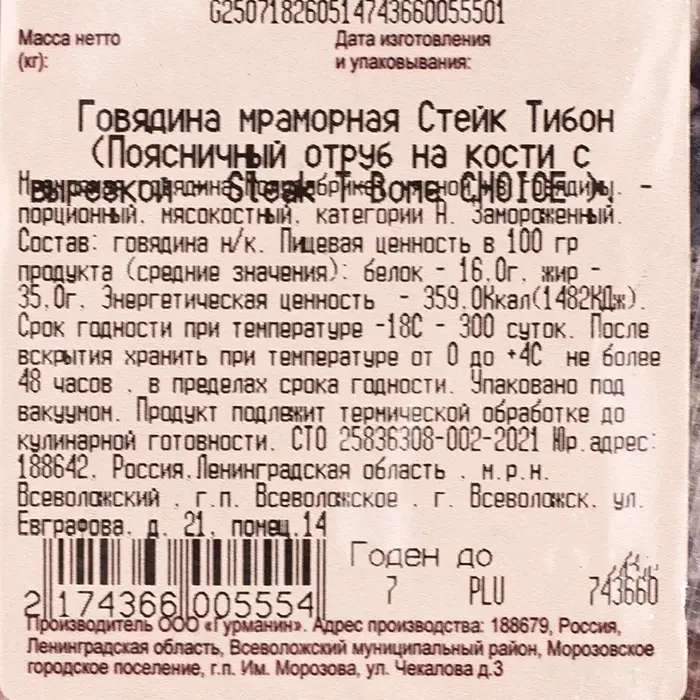 G25071826051474366005 5501
Масса нетто
(кг):
Дата изготовления
и упаковывания:
Говядина мраморная Стейк Тибон
(Поясничный отруб на кости с
вырезкой - Steak T-Bone CHOICE ).
порционный, мясокостный, категории Н. Замороженный.
Состав: говядина н/к. Пищевая ценность в 100 гр
продукта (средние значения): белок - 16,0г, жир -
35,0г. Энергетическая ценность - 359,0Ккал(1482КДж).
Срок годности при температуре -18С - 300 суток. После
вскрытия хранить при температуре от 0 до +4С не более
48 часов , в пределах срока годности. Упаковано под
вакуумом. Продукт подлежит термической обработке до
кулинарной готовности. СТО 25836308-002-2021 Юр.адрес:
188642, Россия,Ленинградская область , м.р.н.
Всеволожский , г.п. Всеволожское , г. Всеволожск, ул.
Евграфова, д. 21, помещ.14
Годен до
7 PLU 743660
2 174366 005554
Производитель ООО «Гурманин». Адрес производства: 188679, Россия,
Ленинградская область, Всеволожский муниципальный район, Морозовское
городское поселение, г.п. Им. Морозова, ул. Чекалова д.3